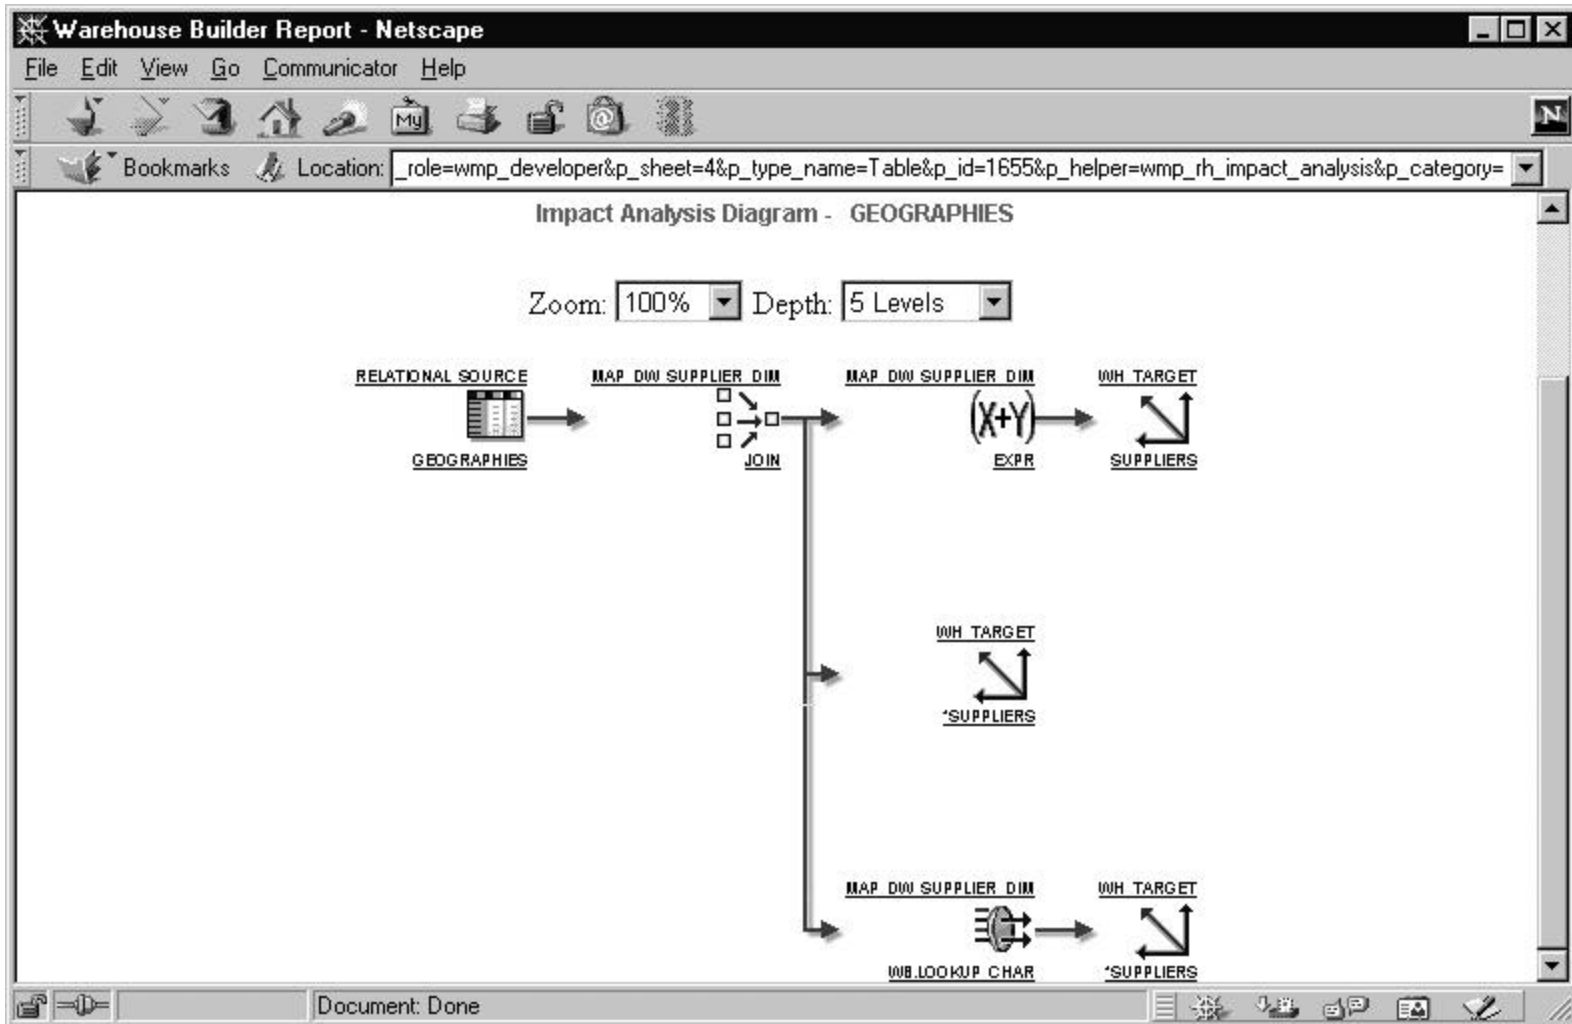 Warehouse Builder Report - Netscape
File Edit View Go Communicator Help
My @ N
Bookmarks Location: _role=wmp_developer&p_sheet=4&p_type_name=Table&p_id=1655&p_helper=wmp_rh_impact_analysis&p_category=
Impact Analysis Diagram - GEOGRAPHIES
Zoom: 100% Depth: 5 Levels
RELATIONAL SOURCE MAP DW SUPPLIER DIM MAP DW SUPPLIER DIM WH TARGET
(X+Y)
GEOGRAPHIES JOIN EXPR SUPPLIERS
WH TARGET
*SUPPLIERS
MAP DW SUPPLIER DIM WH TARGET
WB.LOOKUP CHAR *SUPPLIERS
Document: Done